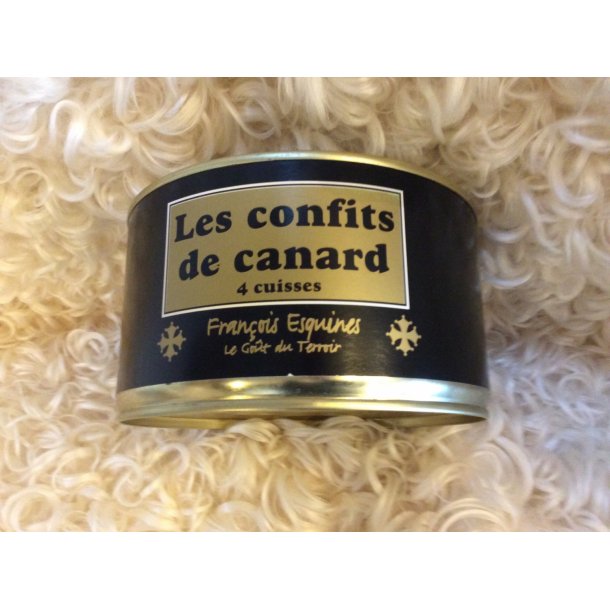 Les confits
de canard
4 cuisses
François Esquines
Le Goût du Terroir